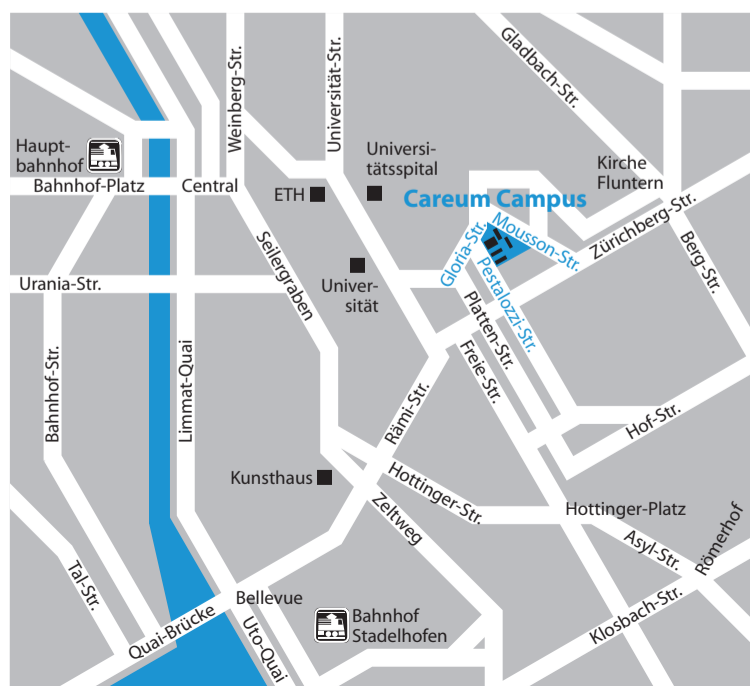 Gladbach-Str.
Weinberg-Str.
Universität-Str.
Haupt-
bahnhof
Universi-
tätsspital
Kirche
Fluntern
Bahnhof-Platz
Central
ETH
Careum Campus
Mousson-Str.
Gloria-Str.
Zürichberg-Str.
Berg-Str.
Seilergraben
Urania-Str.
Univer-
sität
Pestalozzi-Str.
Platten-Str.
Freie-Str.
Bahnhof-Str.
Limmat-Quai
Rämi-Str.
Hof-Str.
Kunsthaus
Hottinger-Str.
Zeltweg
Hottinger-Platz
Asyl-Str.
Römerhof
Tal-Str.
Quai-Brücke
Bellevue
Uto-Quai
Bahnhof
Stadelhofen
Klosbach-Str.